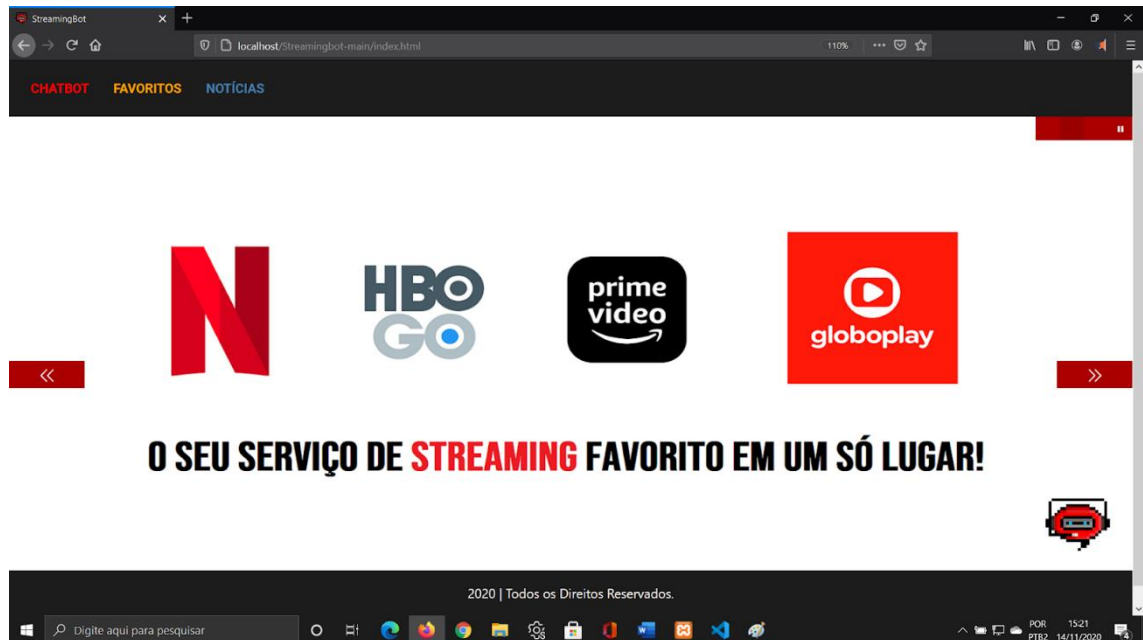 StreamingBot
localhost/Streamingbot-main/index.html
110%
CHATBOT FAVORITOS NOTÍCIAS
N
HBO
GO
prime
video
globoplay
O SEU SERVIÇO DE STREAMING FAVORITO EM UM SÓ LUGAR!
2020 | Todos os Direitos Reservados.
Digite aqui para pesquisar
POR
PTB2
15:21
14/11/2020